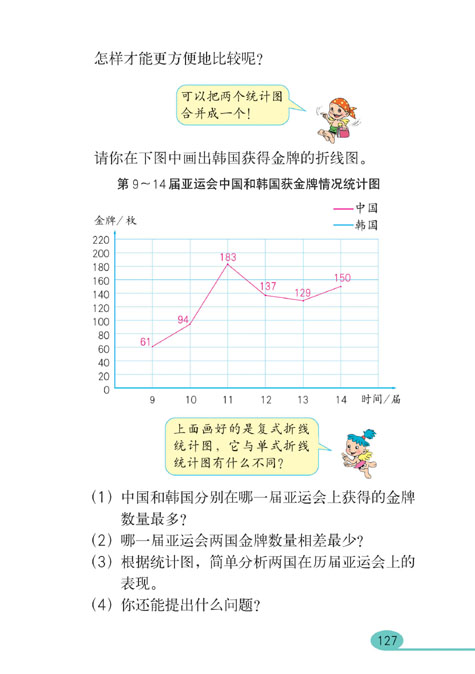 怎样才能更方便地比较呢？
可以把两个统计图
合并成一个！
请你在下图中画出韩国获得金牌的折线图。
第9～14届亚运会中国和韩国获金牌情况统计图
中国
韩国
金牌/枚
220
200
180
160
140
120
100
80
60
40
20
0
61
94
183
137
129
150
9 10 11 12 13 14 时间/届
上面画好的是复式折线
统计图，它与单式折线
统计图有什么不同？
(1) 中国和韩国分别在哪一届亚运会上获得的金牌
数量最多？
(2) 哪一届亚运会两国金牌数量相差最少？
(3) 根据统计图，简单分析两国在历届亚运会上的
表现。
(4) 你还能提出什么问题？
127